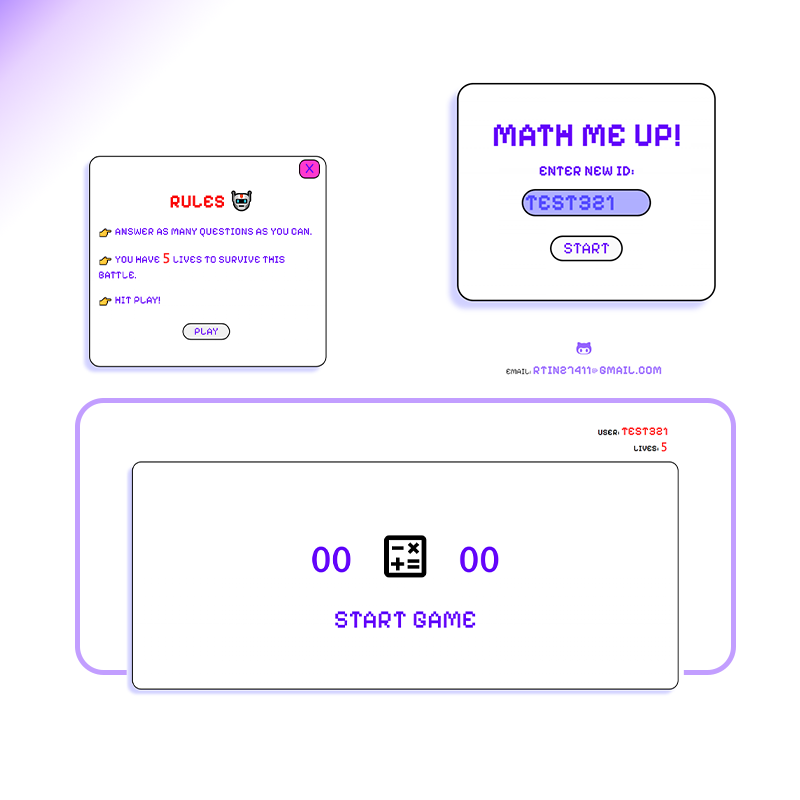 MATH ME UP!
ENTER NEW ID:
TEST321
START
X
RULES
ANSWER AS MANY QUESTIONS AS YOU CAN.
YOU HAVE 5 LIVES TO SURVIVE THIS
BATTLE.
HIT PLAY!
PLAY
EMAIL: RTINS7411@GMAIL.COM
USER: TEST321
LIVES: 5
00 00
START GAME